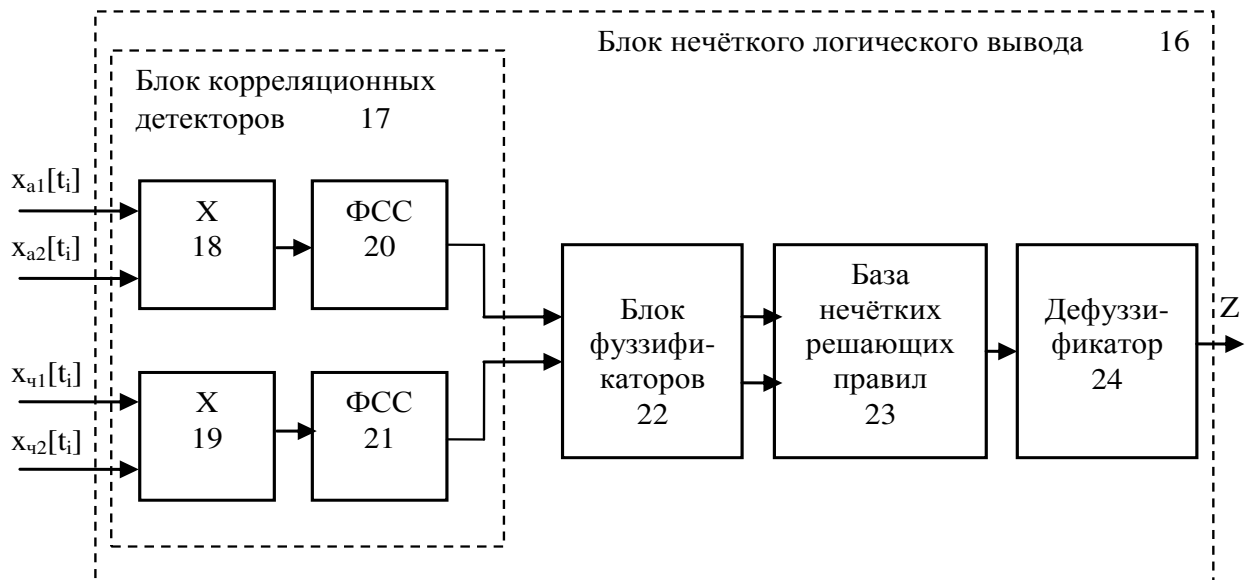 Блок нечёткого логического вывода 16
Блок корреляционных
детекторов 17
xа1[ti]
xа2[ti]
X
18
ФСС
20
xч1[ti]
xч2[ti]
X
19
ФСС
21
Блок
фуззифи-
каторов
22
База
нечётких
решающих
правил
23
Дефуззи-
фикатор
24
Z